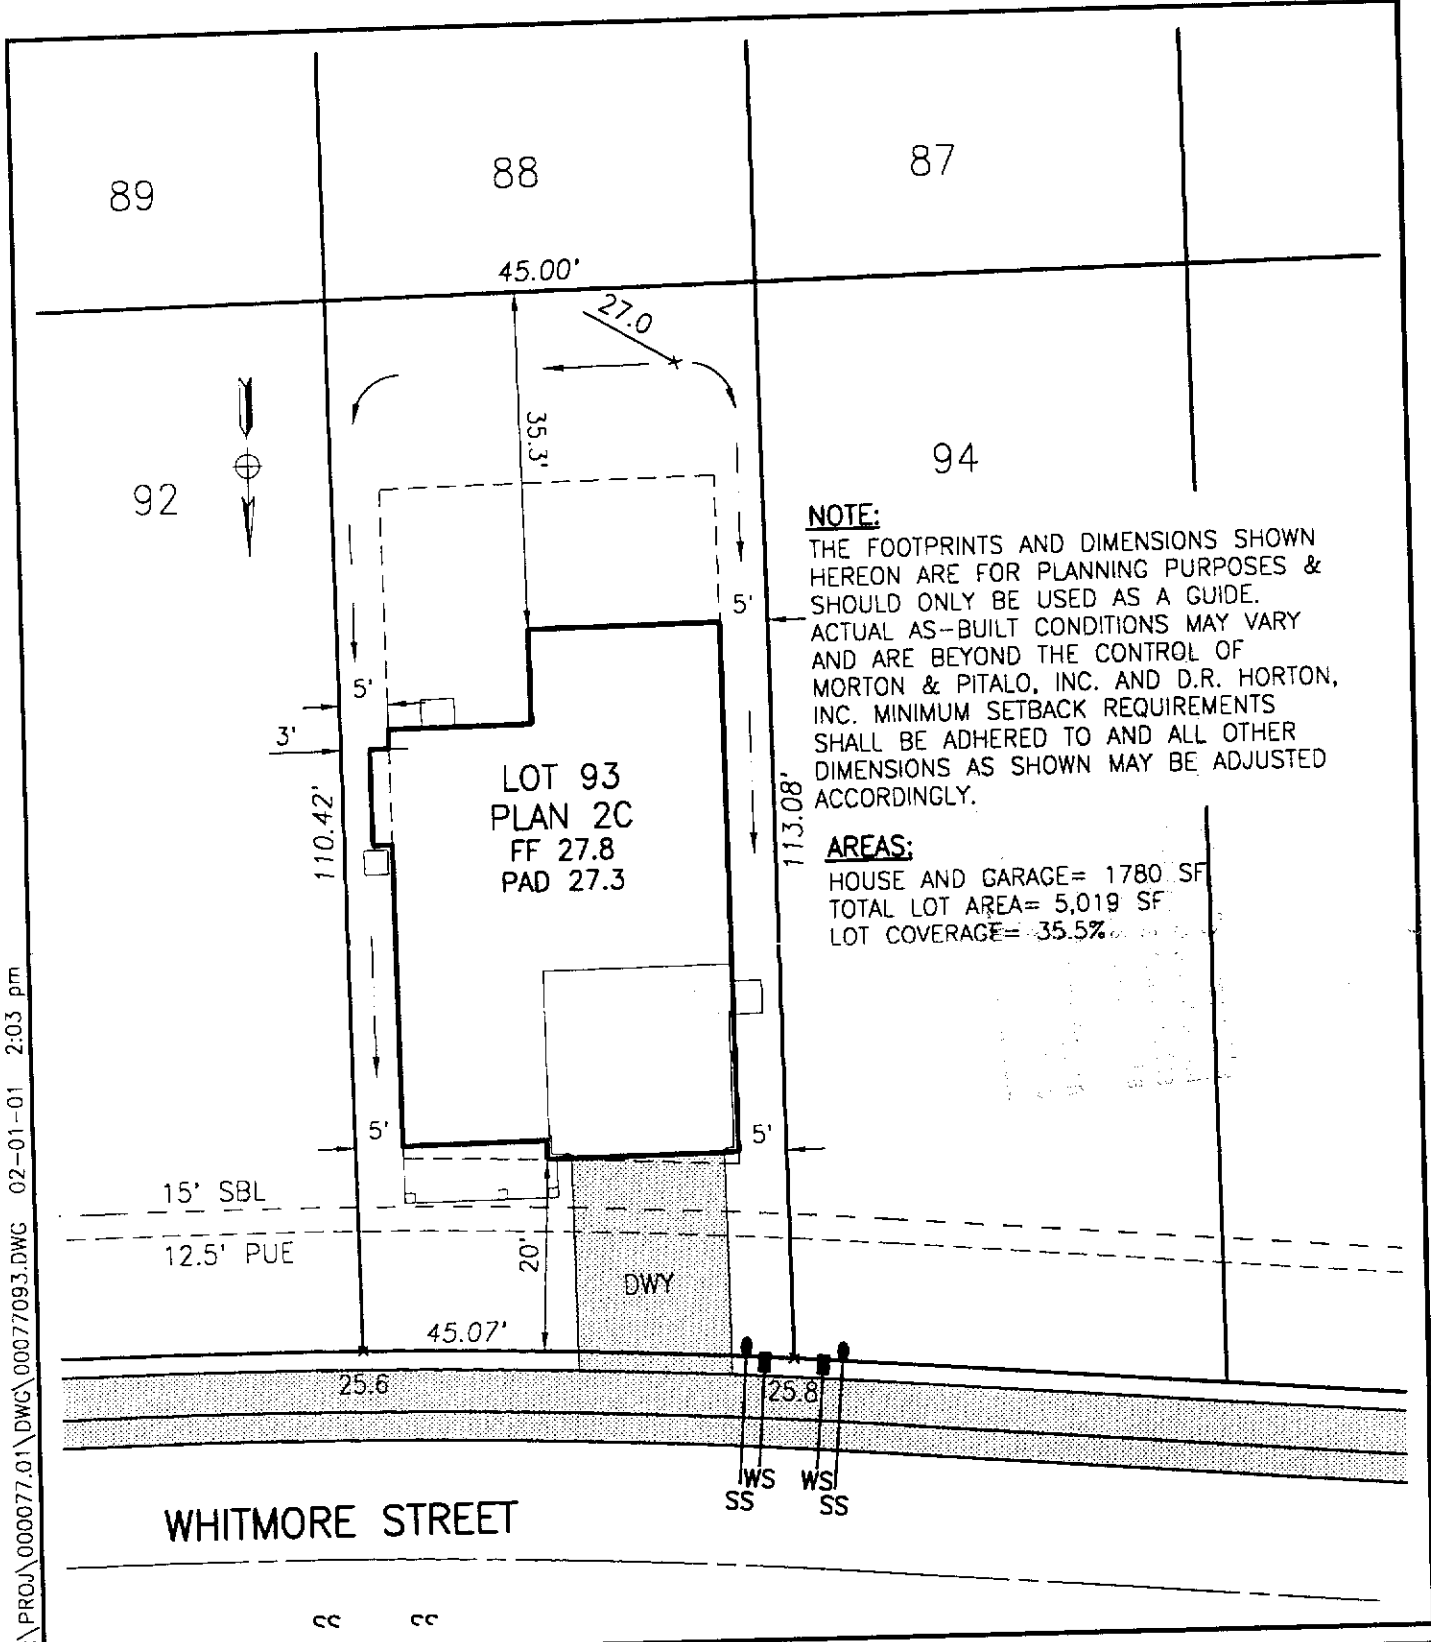 89
88
87
45.00'
27.0
35.3'
92
94
NOTE:
THE FOOTPRINTS AND DIMENSIONS SHOWN
HEREON ARE FOR PLANNING PURPOSES &
SHOULD ONLY BE USED AS A GUIDE.
ACTUAL AS-BUILT CONDITIONS MAY VARY
AND ARE BEYOND THE CONTROL OF
MORTON & PITALO, INC. AND D.R. HORTON,
INC. MINIMUM SETBACK REQUIREMENTS
SHALL BE ADHERED TO AND ALL OTHER
DIMENSIONS AS SHOWN MAY BE ADJUSTED
ACCORDINGLY.
5'
5'
3'
LOT 93
PLAN 2C
FF 27.8
PAD 27.3
110.42'
113.08'
AREAS:
HOUSE AND GARAGE= 1780 SF
TOTAL LOT AREA= 5,019 SF
LOT COVERAGE= 35.5%
5'
5'
15' SBL
12.5' PUE
20'
DWY
45.07'
25.6
25.8
WS
SS
WS
SS
WHITMORE STREET
SS SS
\PROJ\000077.01\DWG\00077093.DWG 02-01-01 2:03 pm